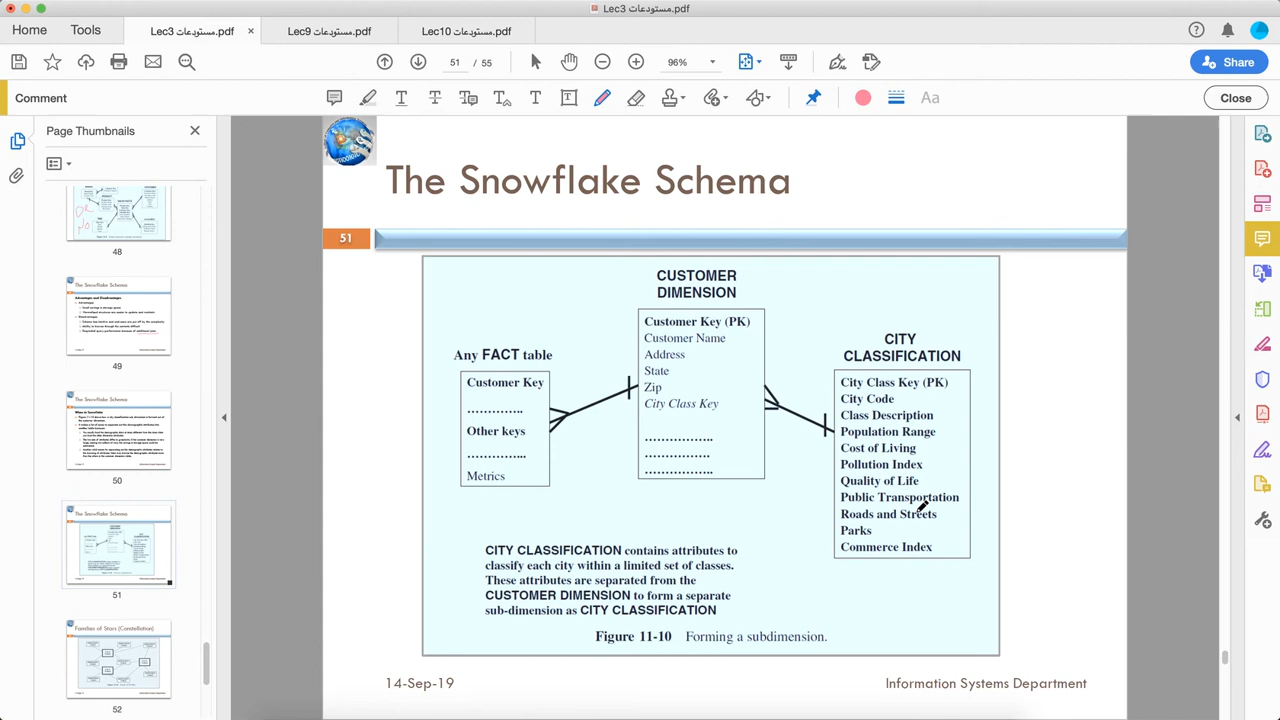 Lec3 مستودعات.pdf
Home
Tools
Lec3 مستودعات.pdf ×
Lec9 مستودعات.pdf
Lec10 مستودعات.pdf
51 / 55
96%
Share
Comment
Aa
Close
Page Thumbnails
48
The Snowflake Schema
49
The Snowflake Schema
50
The Snowflake Schema
51
Families of Stars (Constellation)
52
The Snowflake Schema
51
CUSTOMER
DIMENSION
Customer Key (PK)
Customer Name
Address
State
Zip
City Class Key
……………..
……………..
……………..
Any FACT table
Customer Key
…………..
Other keys
…………...
Metrics
CITY
CLASSIFICATION
City Class Key (PK)
City Code
Class Description
Population Range
Cost of Living
Pollution Index
Quality of Life
Public Transportation
Roads and Streets
Parks
Commerce Index
CITY CLASSIFICATION contains attributes to
classify each city within a limited set of classes.
These attributes are separated from the
CUSTOMER DIMENSION to form a separate
sub-dimension as CITY CLASSIFICATION
Figure 11-10 Forming a subdimension.
14-Sep-19
Information Systems Department